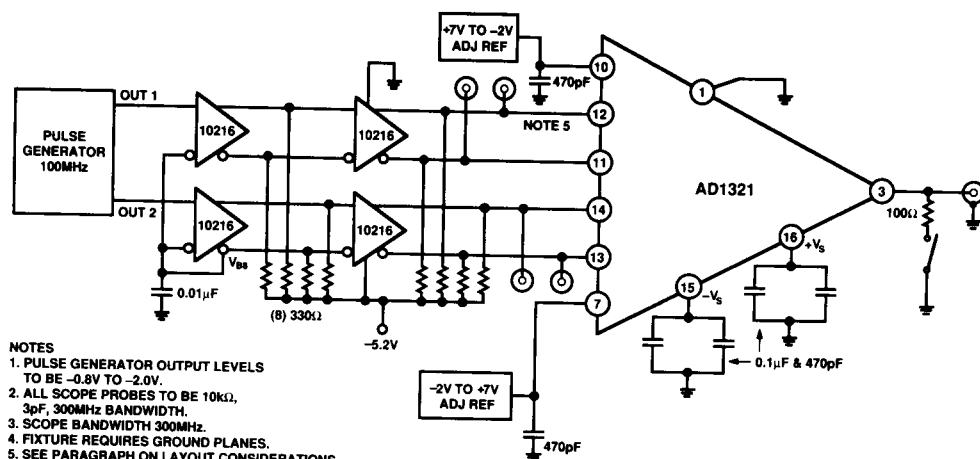 +7V TO –2V
ADJ REF
470pF
10
12
11
14
13
7
1
AD1321
3
100Ω
16
+VS
15
–VS
0.1μF & 470pF
OUT 1
PULSE
GENERATOR
100MHz
OUT 2
10216
10216
10216
10216
NOTE 5
VBB
0.01μF
(8) 330Ω
–5.2V
–2V TO +7V
ADJ REF
470pF
NOTES
1. PULSE GENERATOR OUTPUT LEVELS
TO BE –0.8V TO –2.0V.
2. ALL SCOPE PROBES TO BE 10kΩ,
3pF, 300MHz BANDWIDTH.
3. SCOPE BANDWIDTH 300MHz.
4. FIXTURE REQUIRES GROUND PLANES.
5. SEE PARAGRAPH ON LAYOUT CONSIDERATIONS